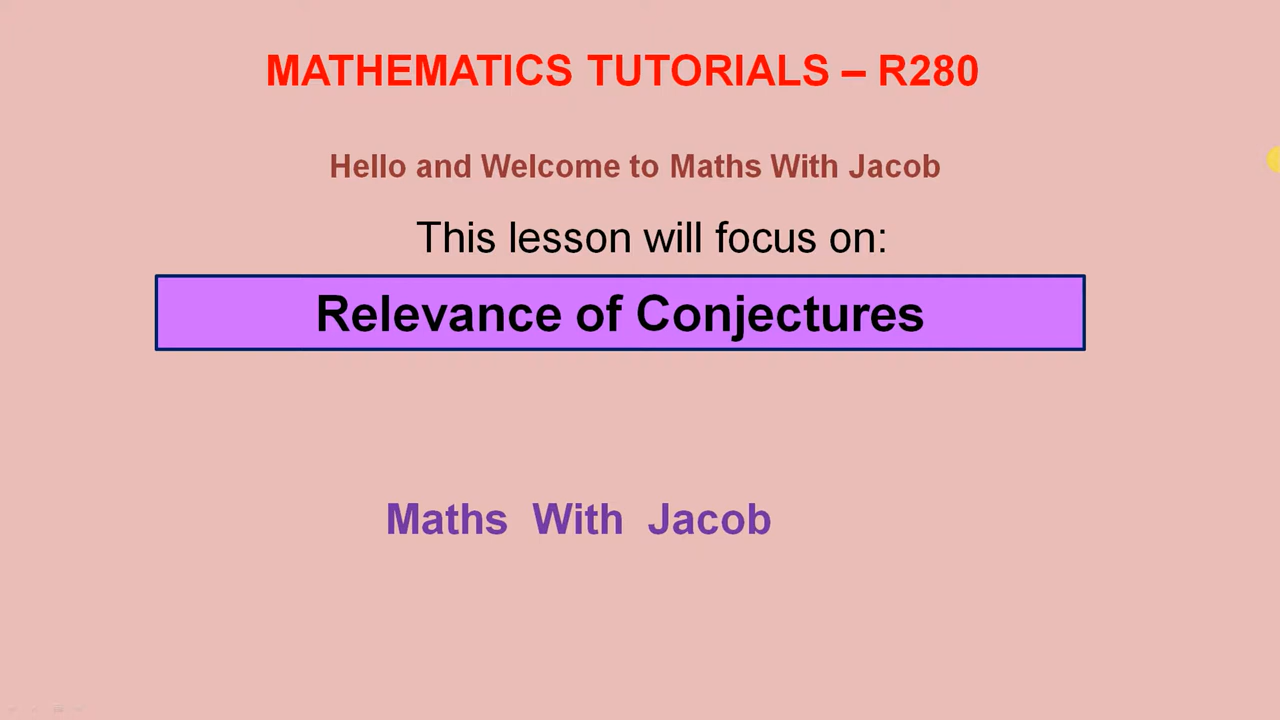 MATHEMATICS TUTORIALS – R280
Hello and Welcome to Maths With Jacob
This lesson will focus on:
Relevance of Conjectures
Maths With Jacob